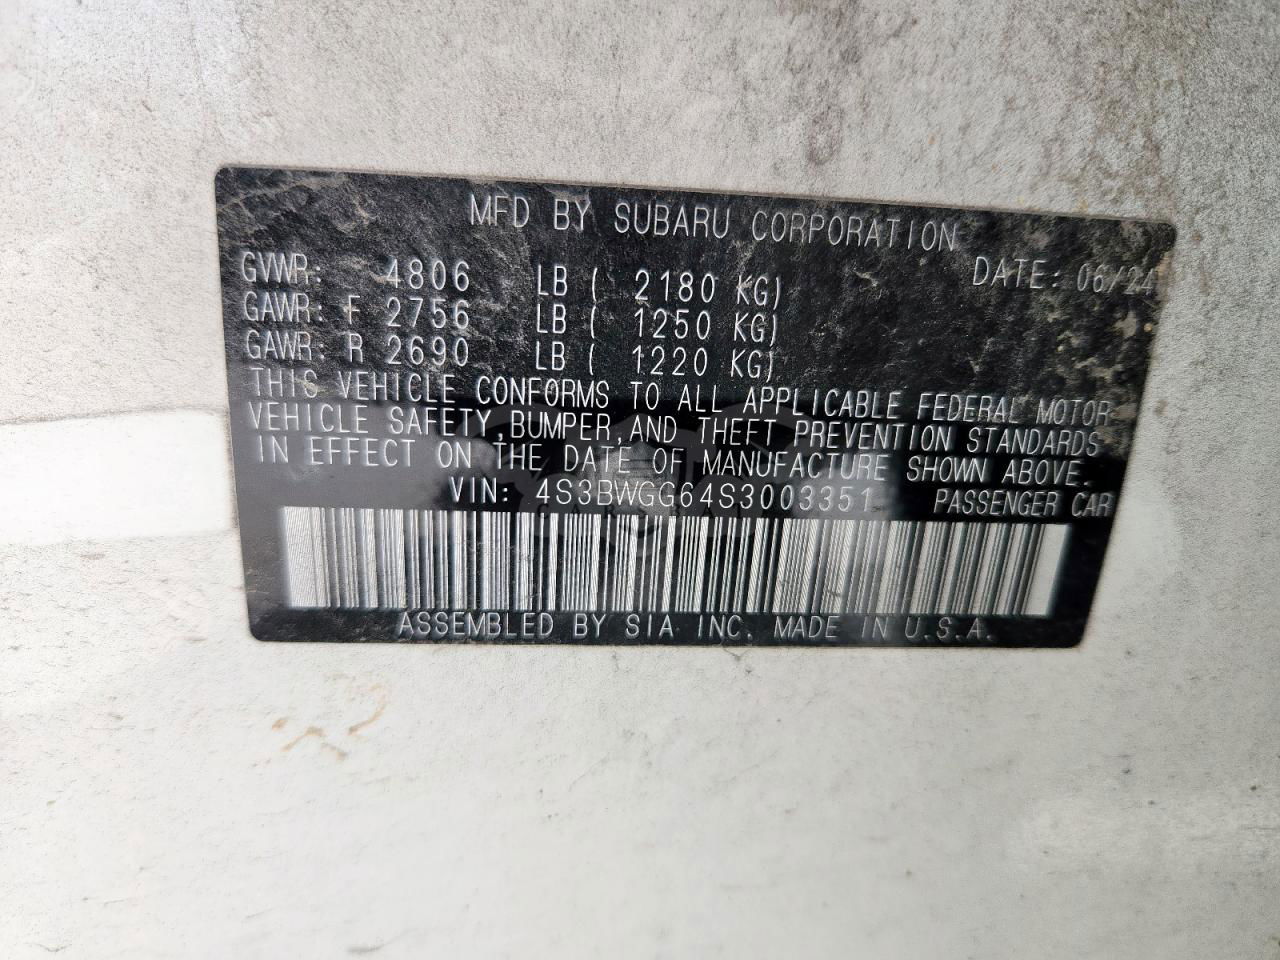 MFD BY SUBARU CORPORATION
GVWR: 4806 LB ( 2180 KG) DATE: 06/24
GAWR: F 2756 LB ( 1250 KG)
GAWR: R 2690 LB ( 1220 KG)
THIS VEHICLE CONFORMS TO ALL APPLICABLE FEDERAL MOTOR
VEHICLE SAFETY,BUMPER,AND THEFT PREVENTION STANDARDS
IN EFFECT ON THE DATE OF MANUFACTURE SHOWN ABOVE.
VIN: 4S3BWGG64S3003351 PASSENGER CAR
ASSEMBLED BY SIA INC. MADE IN U.S.A.